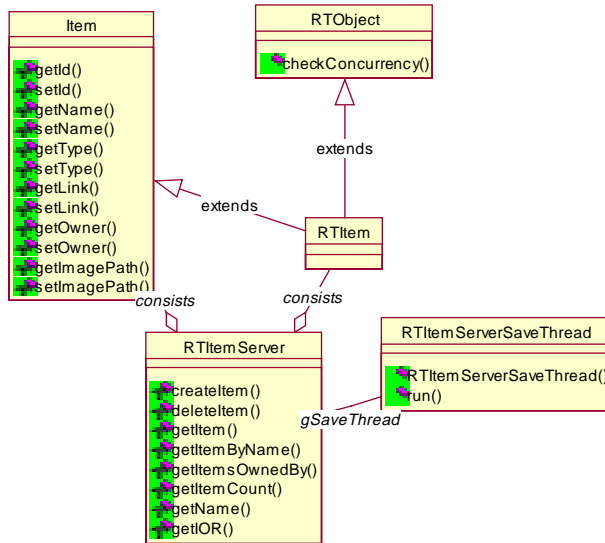 Item
getId()
setId()
getName()
setName()
getType()
setType()
getLink()
setLink()
getOwner()
setOwner()
getImagePath()
setImagePath()
RTObject
checkConcurrency()
extends
extends
RTItem
consists
consists
RTItemServer
createItem()
deleteItem()
getItem()
getItemByName()
getItemsOwnedBy()
getItemCount()
getName()
getIOR()
RTItemServerSaveThread
RTItemServerSaveThread()
run()
gSaveThread